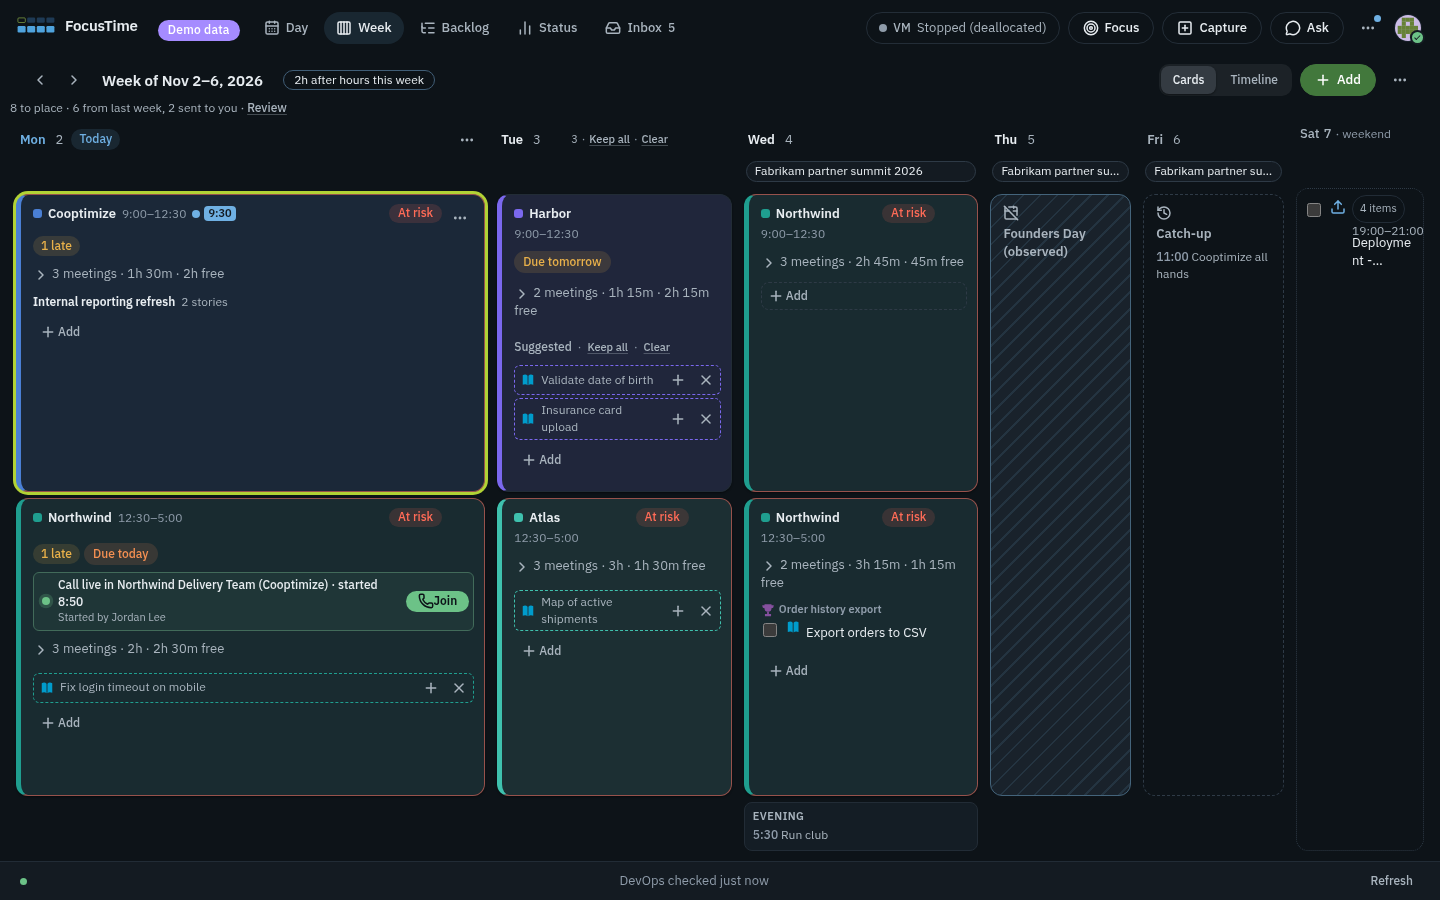 FocusTime
Demo data
Day
Week
Backlog
Status
Inbox 5
VM Stopped (deallocated)
Focus
Capture
Ask
Week of Nov 2–6, 2026
2h after hours this week
Cards
Timeline
Add
8 to place · 6 from last week, 2 sent to you · Review
Mon 2 Today
Tue 3
3 · Keep all · Clear
Wed 4
Thu 5
Fri 6
Sat 7 · weekend
Fabrikam partner summit 2026
Fabrikam partner su...
Fabrikam partner su...
Cooptimize 9:00–12:30 9:30
At risk
1 late
3 meetings · 1h 30m · 2h free
Internal reporting refresh 2 stories
Add
Northwind 12:30–5:00
At risk
1 late
Due today
Call live in Northwind Delivery Team (Cooptimize) · started
8:50
Started by Jordan Lee
Join
3 meetings · 2h · 2h 30m free
Fix login timeout on mobile
Add
Harbor
9:00–12:30
Due tomorrow
2 meetings · 1h 15m · 2h 15m
free
Suggested · Keep all · Clear
Validate date of birth
Insurance card
upload
Add
Atlas
At risk
12:30–5:00
3 meetings · 3h · 1h 30m free
Map of active
shipments
Add
Northwind
At risk
9:00–12:30
3 meetings · 2h 45m · 45m free
Add
Northwind
At risk
12:30–5:00
2 meetings · 3h 15m · 1h 15m
free
Order history export
Export orders to CSV
Add
EVENING
5:30 Run club
Founders Day
(observed)
Catch-up
11:00 Cooptimize all
hands
4 items
19:00–21:00
Deployme
nt -...
DevOps checked just now
Refresh